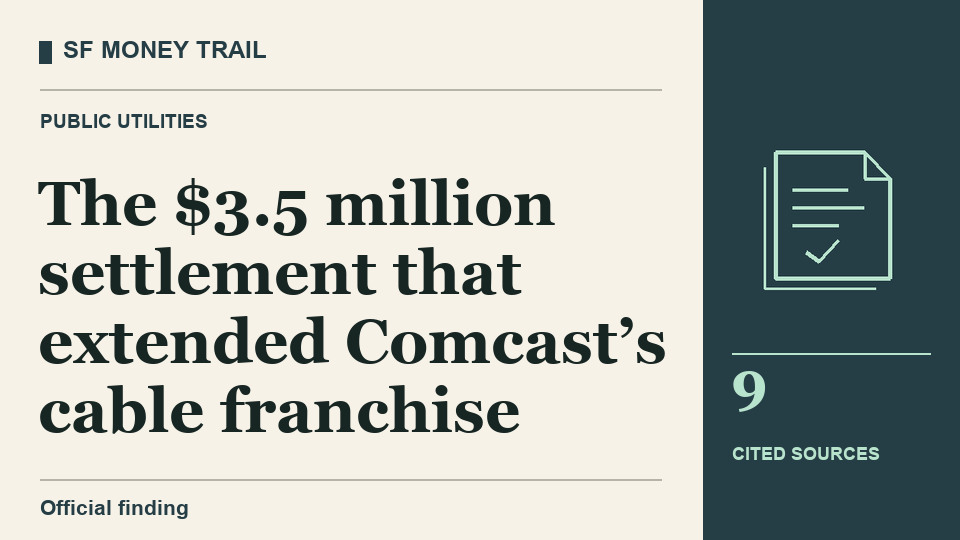 SF MONEY TRAIL
PUBLIC UTILITIES
The $3.5 million
settlement that
extended Comcast’s
cable franchise
Official finding
9
CITED SOURCES